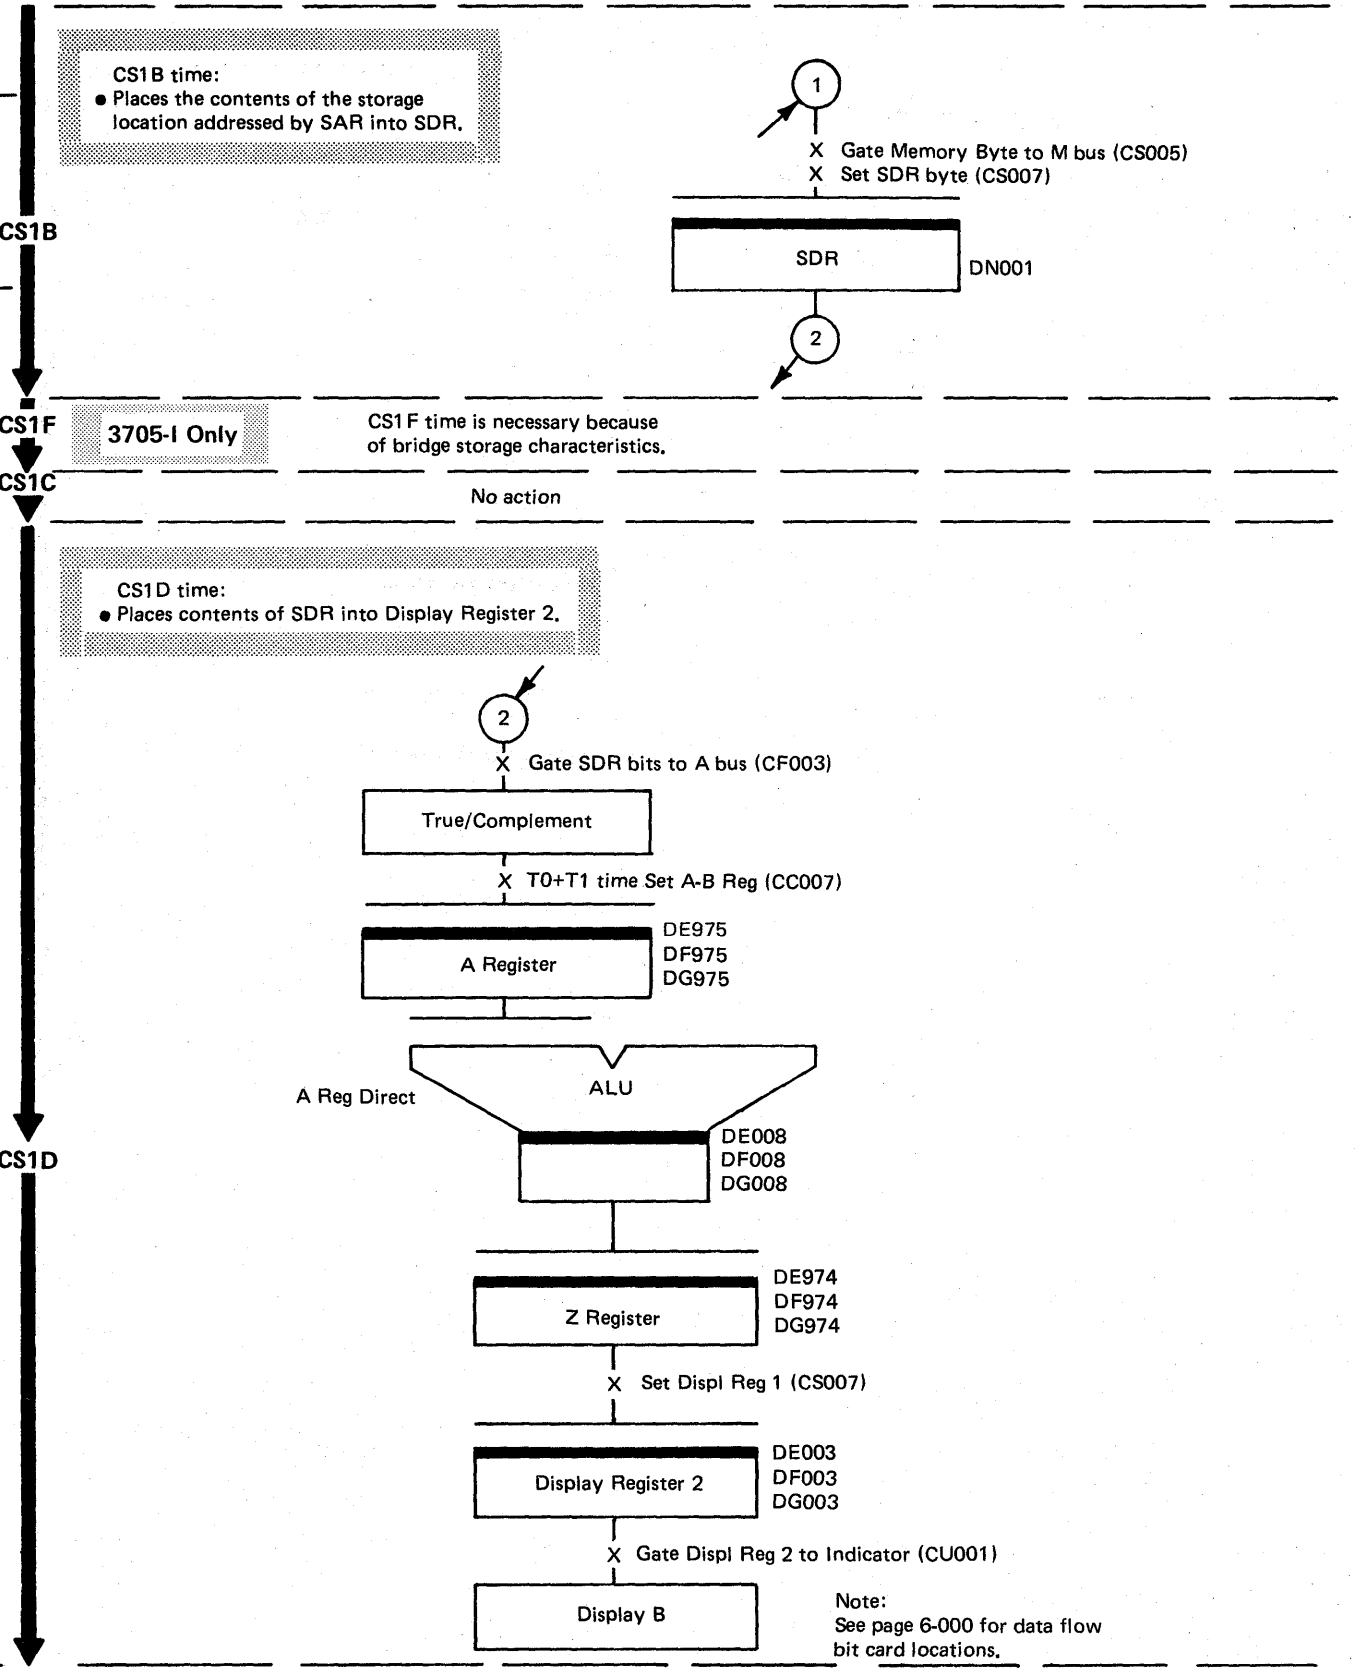 CS1B time:
● Places the contents of the storage
location addressed by SAR into SDR.
1
X Gate Memory Byte to M bus (CS005)
X Set SDR byte (CS007)
CS1B
SDR
DN001
2
CS1F
3705-I Only
CS1F time is necessary because
of bridge storage characteristics.
CS1C
No action
CS1D time:
● Places contents of SDR into Display Register 2.
2
X Gate SDR bits to A bus (CF003)
True/Complement
X T0+T1 time Set A-B Reg (CC007)
A Register
DE975
DF975
DG975
A Reg Direct
ALU
CS1D
DE008
DF008
DG008
Z Register
DE974
DF974
DG974
X Set Displ Reg 1 (CS007)
Display Register 2
DE003
DF003
DG003
X Gate Displ Reg 2 to Indicator (CU001)
Display B
Note:
See page 6-000 for data flow
bit card locations.